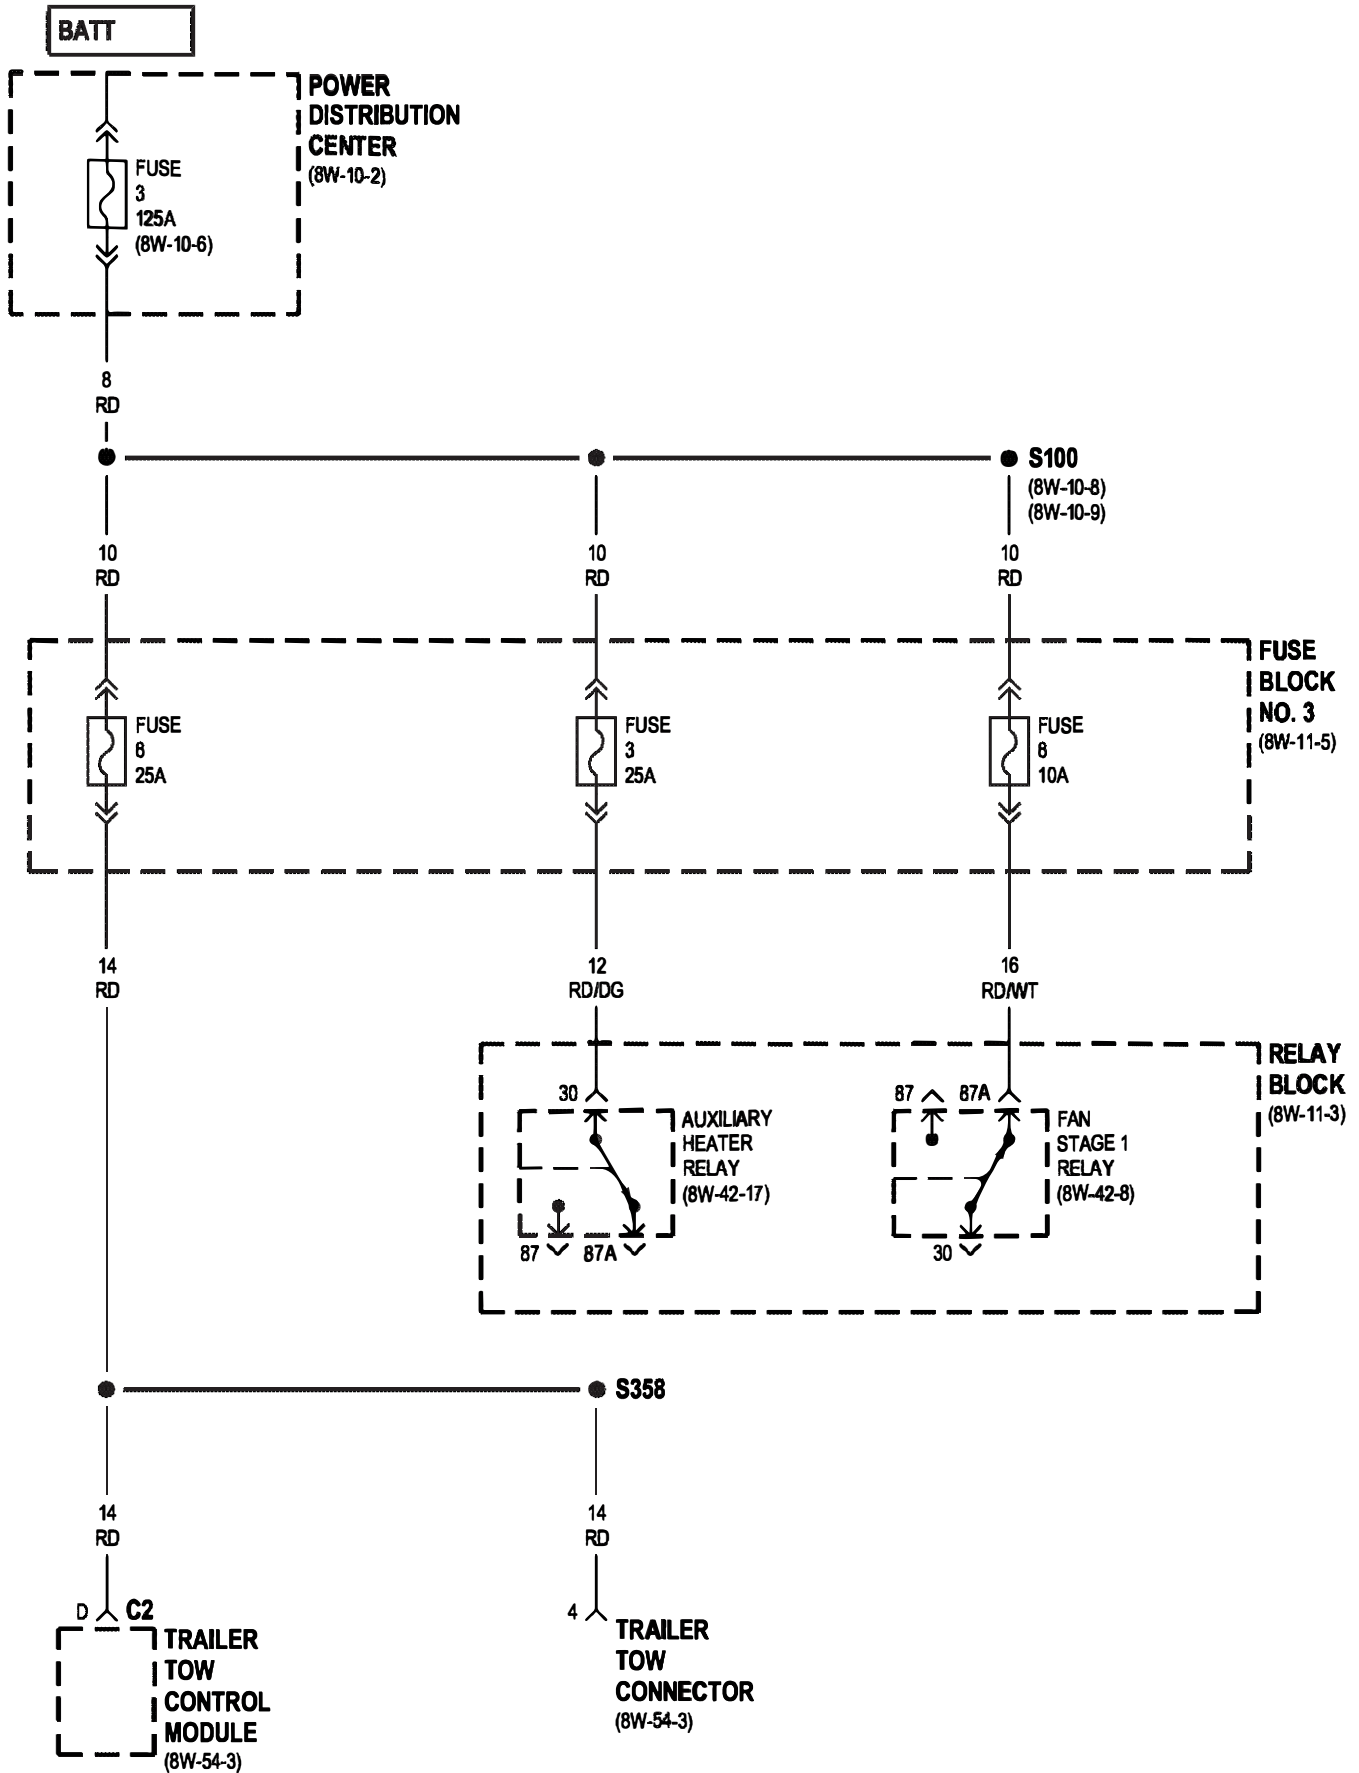 BATT
POWER
DISTRIBUTION
CENTER
(8W-10-2)
FUSE
3
125A
(8W-10-6)
8
RD
S100
(8W-10-8)
(8W-10-9)
10
RD
10
RD
10
RD
FUSE
BLOCK
NO. 3
(8W-11-5)
FUSE
6
25A
FUSE
3
25A
FUSE
8
10A
14
RD
12
RD/DG
16
RD/WT
RELAY
BLOCK
(8W-11-3)
30
87 87A
AUXILIARY
HEATER
RELAY
(8W-42-17)
FAN
STAGE 1
RELAY
(8W-42-8)
87 87A
30
S358
14
RD
14
RD
D C2
TRAILER
TOW
CONTROL
MODULE
(8W-54-3)
4
TRAILER
TOW
CONNECTOR
(8W-54-3)